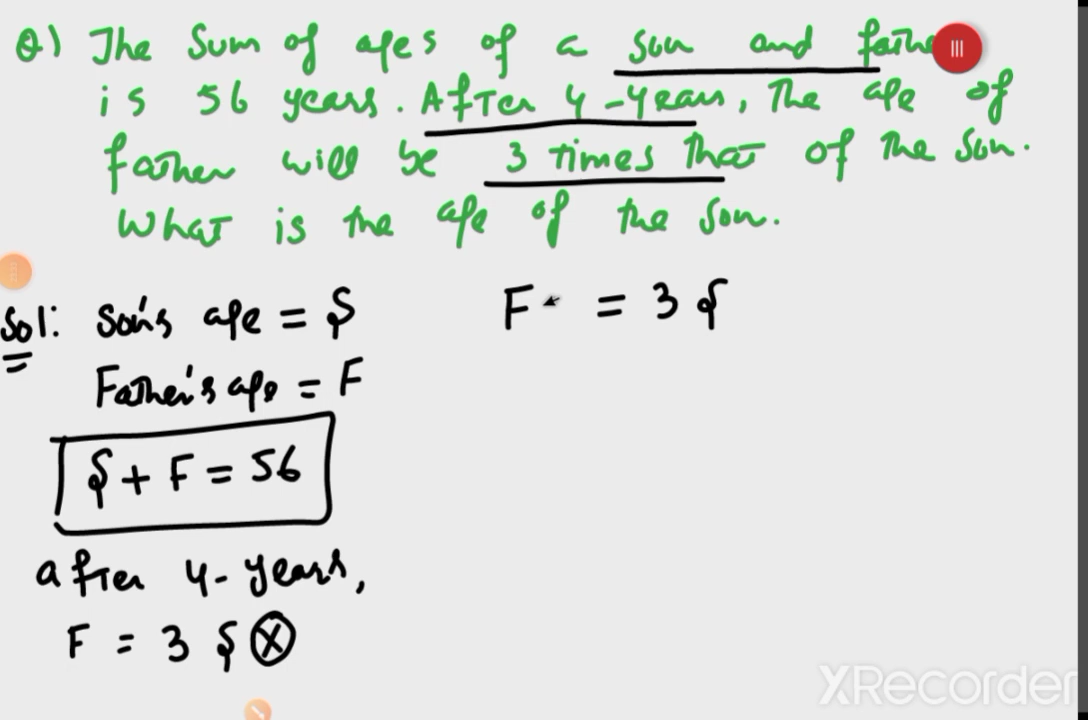 Q) The Sum of ages of a son and fathe
is 56 years. After 4-years, The age of
father will be 3 times that of the Son.
What is the age of the son.
Sol: Son's age = S
F = 3 S
Father's age = F
S + F = 56
after 4-years,
F = 3 S ⓧ
XRecorder